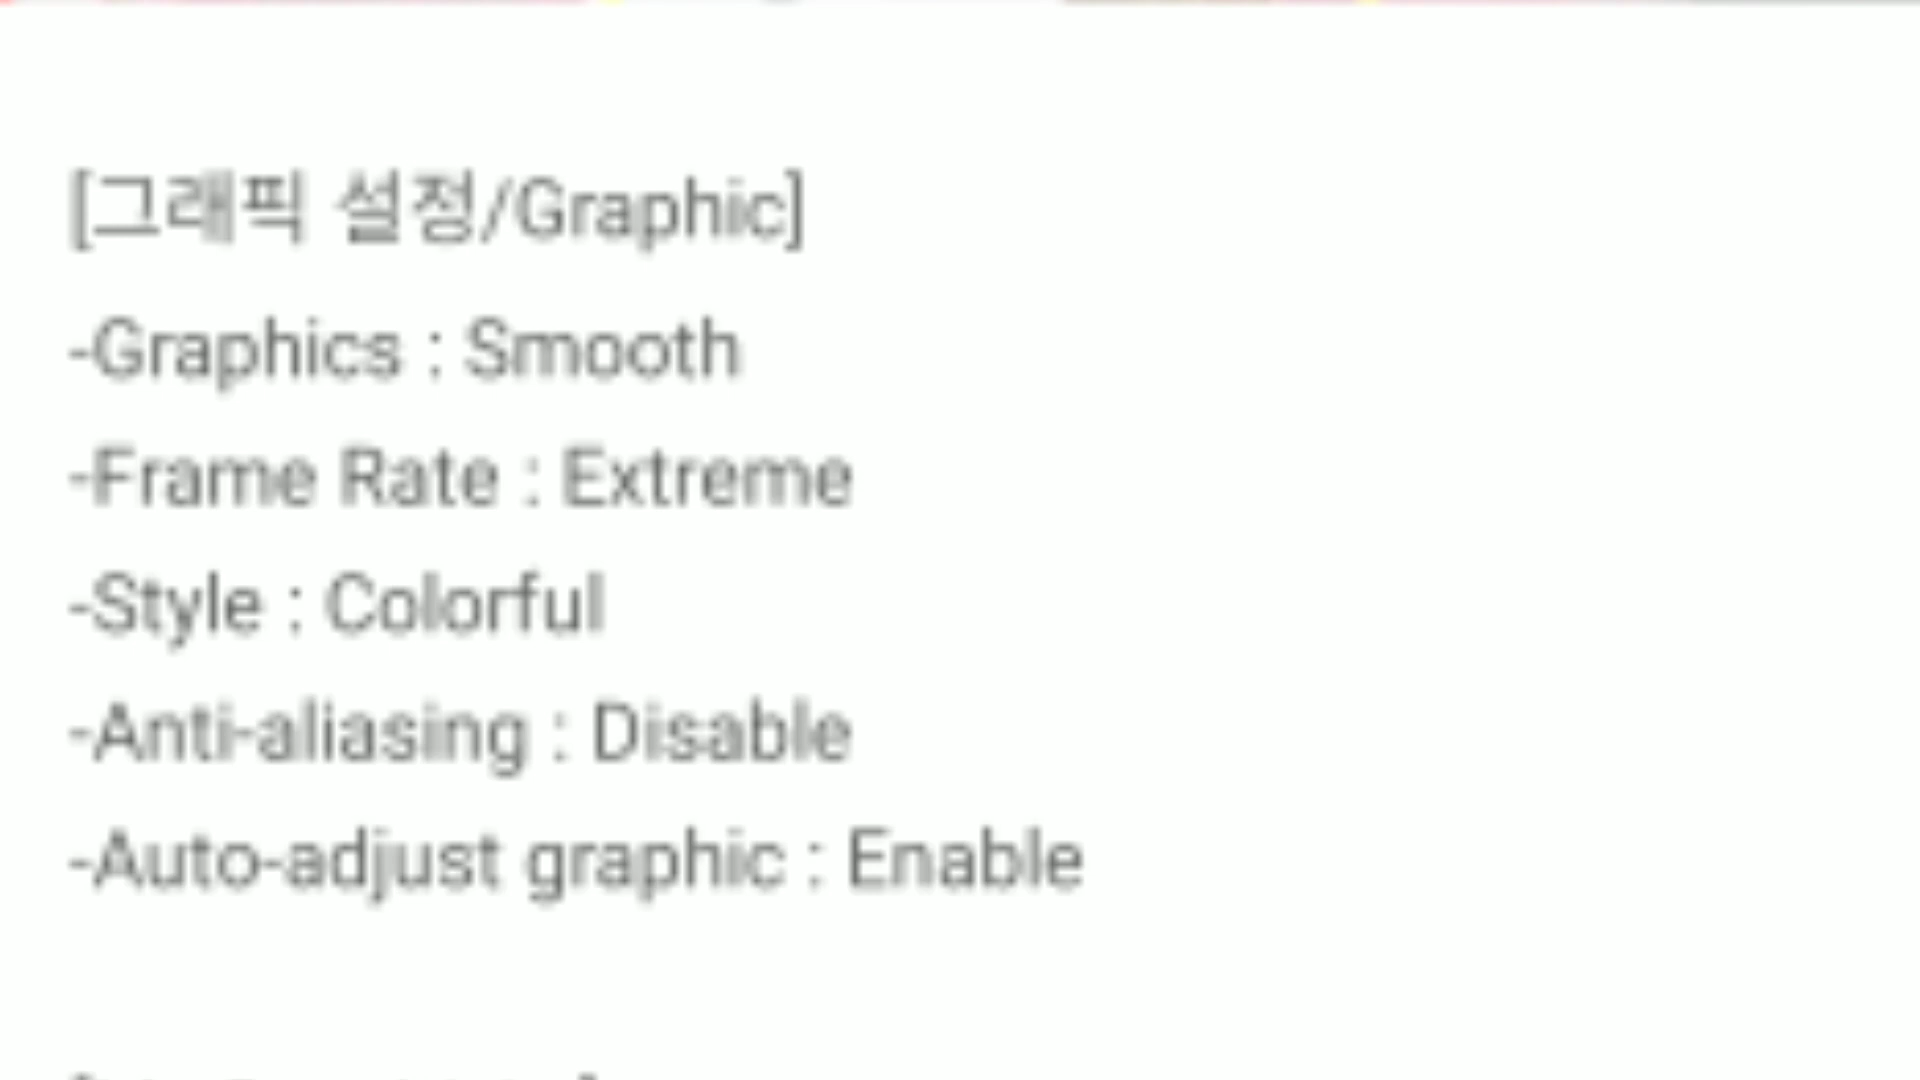 [그래픽 설정/Graphic]
-Graphics : Smooth
-Frame Rate : Extreme
-Style : Colorful
-Anti-aliasing : Disable
-Auto-adjust graphic : Enable